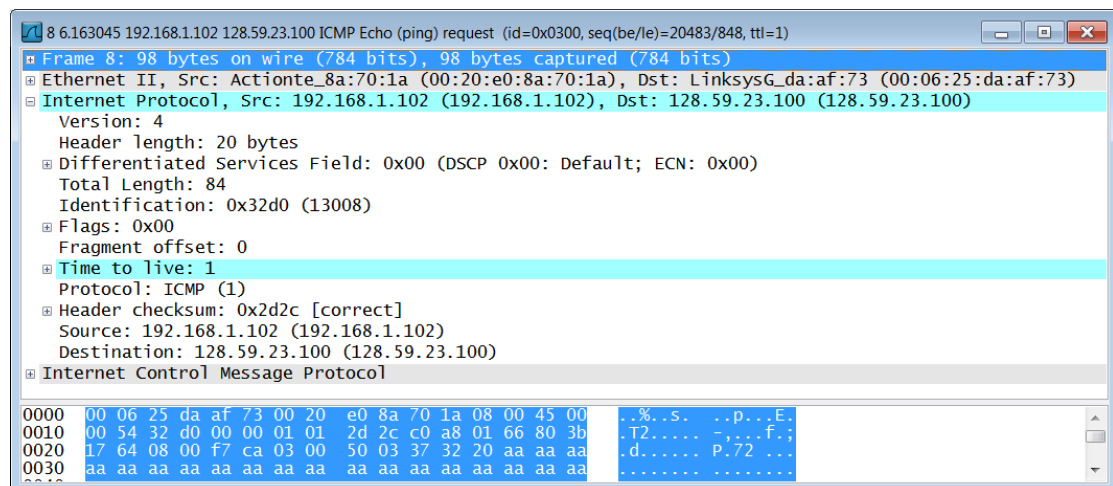 8 6.163045 192.168.1.102 128.59.23.100 ICMP Echo (ping) request (id=0x0300, seq(be/le)=20483/848, ttl=1)
Frame 8: 98 bytes on wire (784 bits), 98 bytes captured (784 bits)
Ethernet II, Src: Actionte_8a:70:1a (00:20:e0:8a:70:1a), Dst: LinksysG_da:af:73 (00:06:25:da:af:73)
Internet Protocol, Src: 192.168.1.102 (192.168.1.102), Dst: 128.59.23.100 (128.59.23.100)
Version: 4
Header length: 20 bytes
Differentiated Services Field: 0x00 (DSCP 0x00: Default; ECN: 0x00)
Total Length: 84
Identification: 0x32d0 (13008)
Flags: 0x00
Fragment offset: 0
Time to live: 1
Protocol: ICMP (1)
Header checksum: 0x2d2c [correct]
Source: 192.168.1.102 (192.168.1.102)
Destination: 128.59.23.100 (128.59.23.100)
Internet Control Message Protocol
0000 00 06 25 da af 73 00 20 e0 8a 70 1a 08 00 45 00 ..%..s. ..p...E.
0010 00 54 32 d0 00 00 01 01 2d 2c c0 a8 01 66 80 3b .T2..... -,...f.;
0020 17 64 08 00 f7 ca 03 00 50 03 37 32 20 aa aa aa .d...... P.72 ...
0030 aa aa aa aa aa aa aa aa aa aa aa aa aa aa aa aa ........ ........